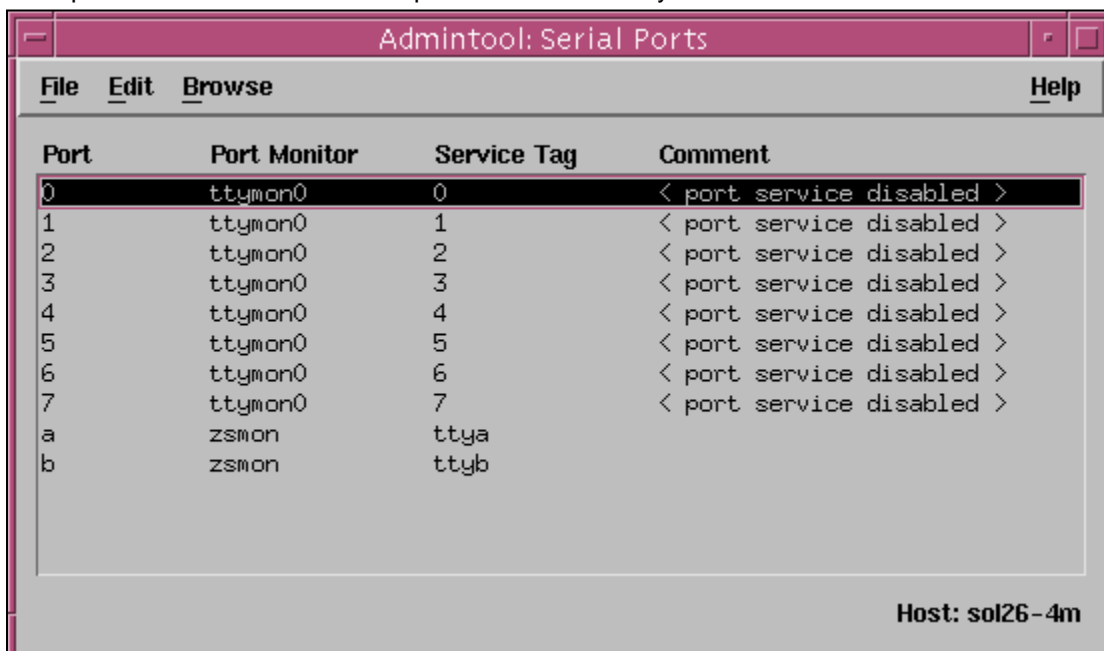 Admintool: Serial Ports
File Edit Browse Help
Port Port Monitor Service Tag Comment
0 ttymon0 0 < port service disabled >
1 ttymon0 1 < port service disabled >
2 ttymon0 2 < port service disabled >
3 ttymon0 3 < port service disabled >
4 ttymon0 4 < port service disabled >
5 ttymon0 5 < port service disabled >
6 ttymon0 6 < port service disabled >
7 ttymon0 7 < port service disabled >
a zsmon ttya
b zsmon ttyb
Host: sol26-4m